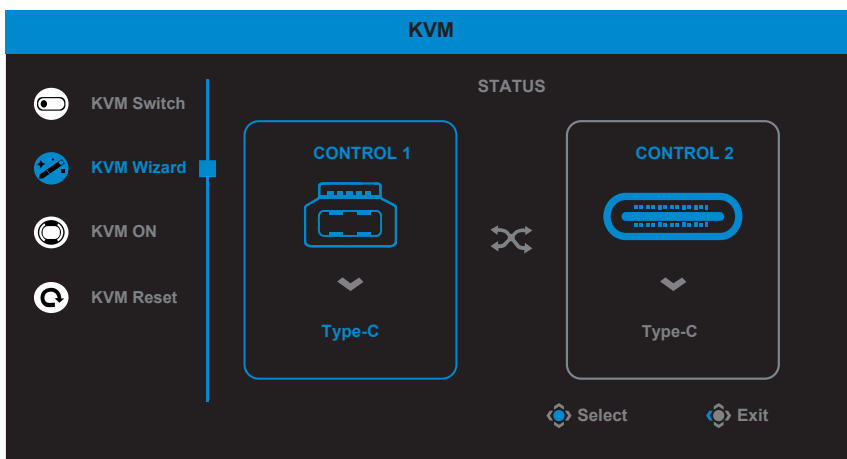 KVM
KVM Switch
KVM Wizard
KVM ON
KVM Reset
STATUS
CONTROL 1
Type-C
CONTROL 2
Type-C
Select
Exit